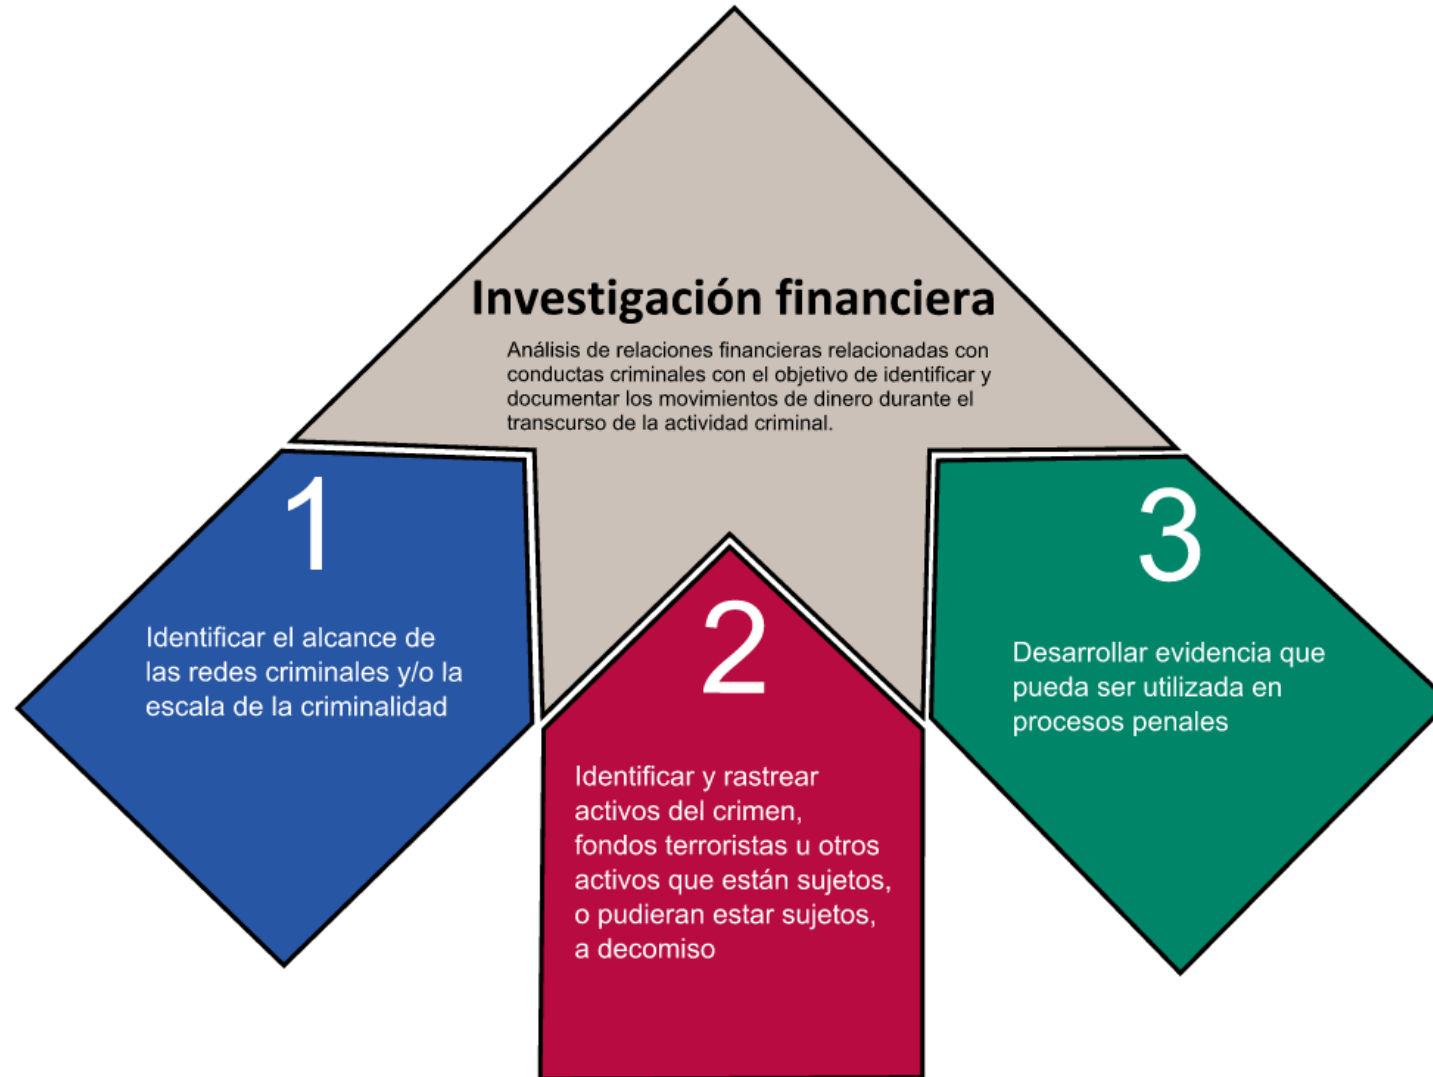 Investigación financiera
Análisis de relaciones financieras relacionadas con
conductas criminales con el objetivo de identificar y
documentar los movimientos de dinero durante el
transcurso de la actividad criminal.
1
Identificar el alcance de
las redes criminales y/o la
escala de la criminalidad
2
Identificar y rastrear
activos del crimen,
fondos terroristas u otros
activos que están sujetos,
o pudieran estar sujetos,
a decomiso
3
Desarrollar evidencia que
pueda ser utilizada en
procesos penales